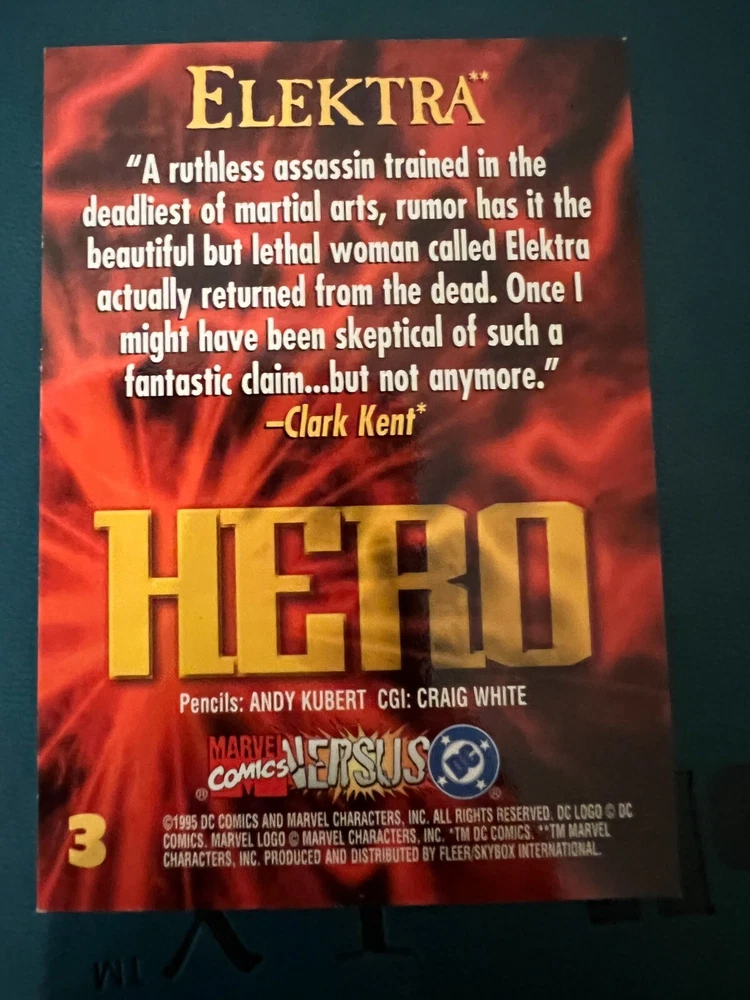 ELEKTRA**
“A ruthless assassin trained in the
deadliest of martial arts, rumor has it the
beautiful but lethal woman called Elektra
actually returned from the dead. Once I
might have been skeptical of such a
fantastic claim...but not anymore.”
–Clark Kent*
HERO
Pencils: ANDY KUBERT CGI: CRAIG WHITE
MARVEL COMICS VERSUS DC
® ®
3
©1995 DC COMICS AND MARVEL CHARACTERS, INC. ALL RIGHTS RESERVED. DC LOGO © DC
COMICS. MARVEL LOGO © MARVEL CHARACTERS, INC. *TM DC COMICS. **TM MARVEL
CHARACTERS, INC. PRODUCED AND DISTRIBUTED BY FLEER/SKYBOX INTERNATIONAL.
TM